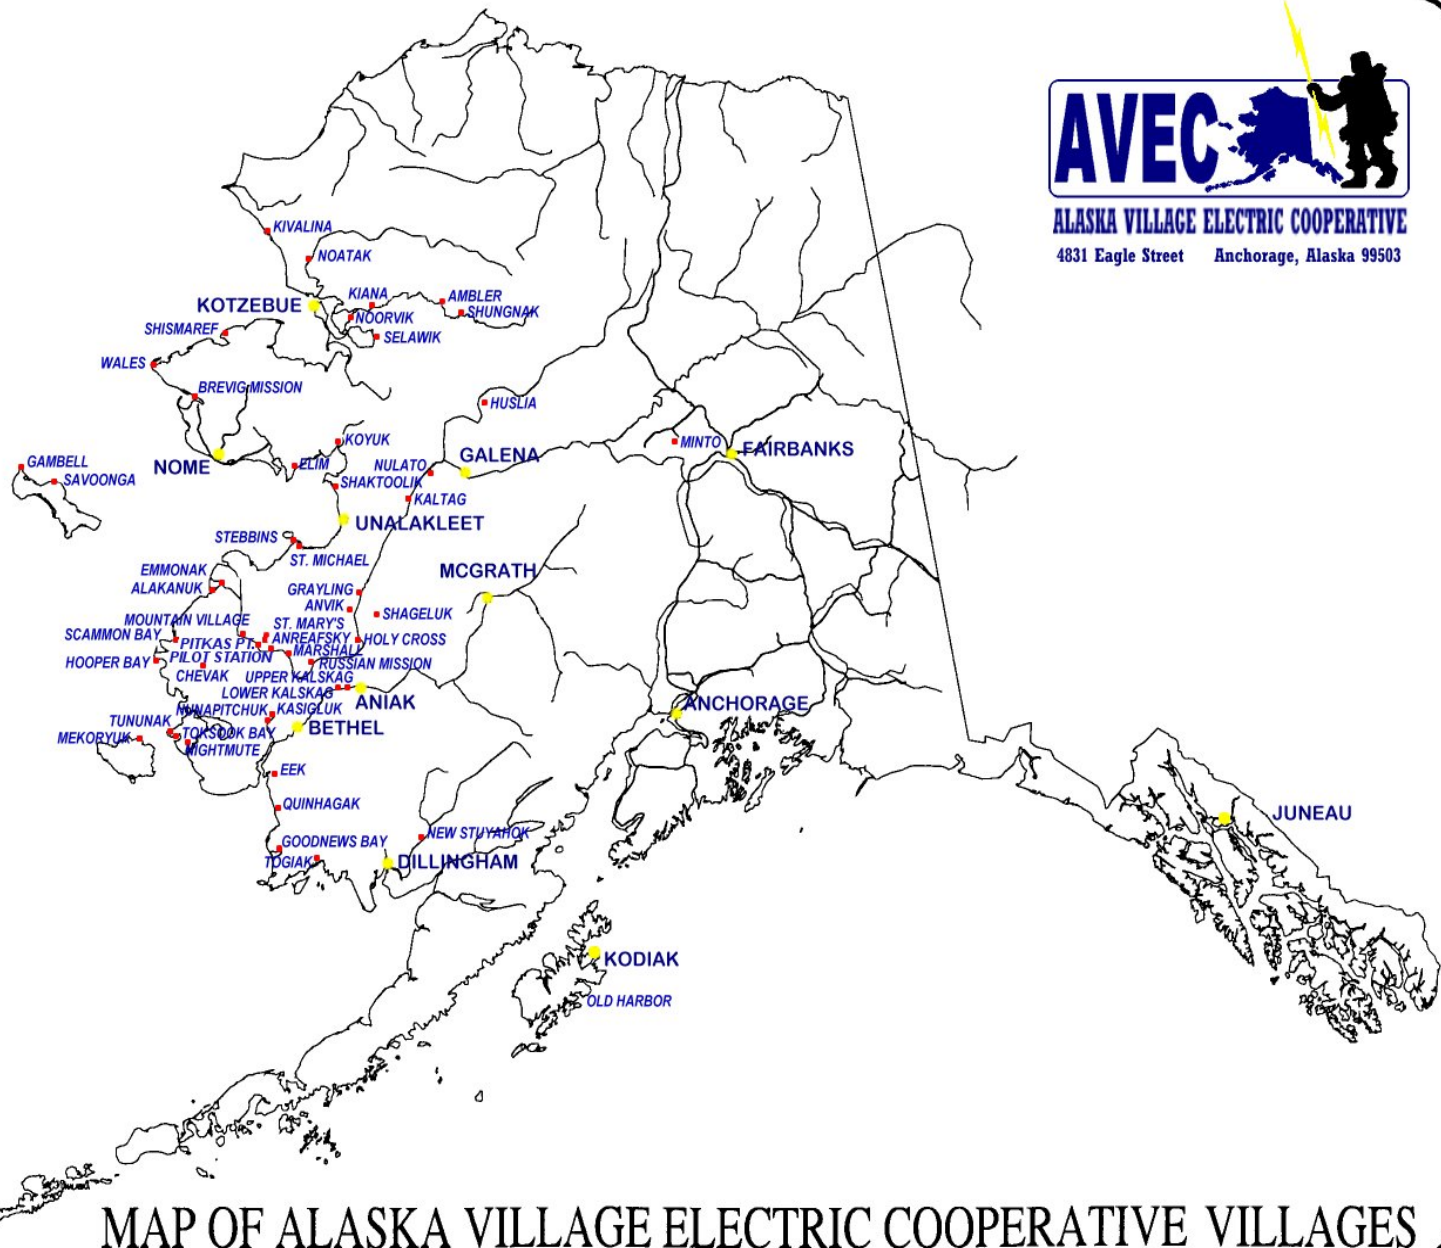 AVEC
ALASKA VILLAGE ELECTRIC COOPERATIVE
4831 Eagle Street Anchorage, Alaska 99503
KIVALINA
NOATAK
KIANA
AMBLER
KOTZEBUE
SHUNGNAK
NOORVIK
SHISMAREF
SELAWIK
WALES
BREVIG MISSION
HUSLIA
KOYUK
MINTO
FAIRBANKS
GALENA
GAMBELL
NOME
ELIM
NULATO
SAVOONGA
SHAKTOOLIK
KALTAG
UNALAKLEET
STEBBINS
ST. MICHAEL
EMMONAK
MCGRATH
ALAKANUK
GRAYLING
ANVIK
SHAGELUK
MOUNTAIN VILLAGE
ST. MARY'S
SCAMMON BAY
PITKAS PT.
ANREAFSKY
HOLY CROSS
MARSHALL
HOOPER BAY
PILOT STATION
RUSSIAN MISSION
CHEVAK
UPPER KALSKAG
LOWER KALSKAG
ANIAK
ANCHORAGE
NUNAPITCHUK
KASIGLUK
TUNUNAK
BETHEL
TOKSOOK BAY
MEKORYUK
NIGHTMUTE
EEK
QUINHAGAK
JUNEAU
NEW STUYAHOK
GOODNEWS BAY
TOGIAK
DILLINGHAM
KODIAK
OLD HARBOR
MAP OF ALASKA VILLAGE ELECTRIC COOPERATIVE VILLAGES